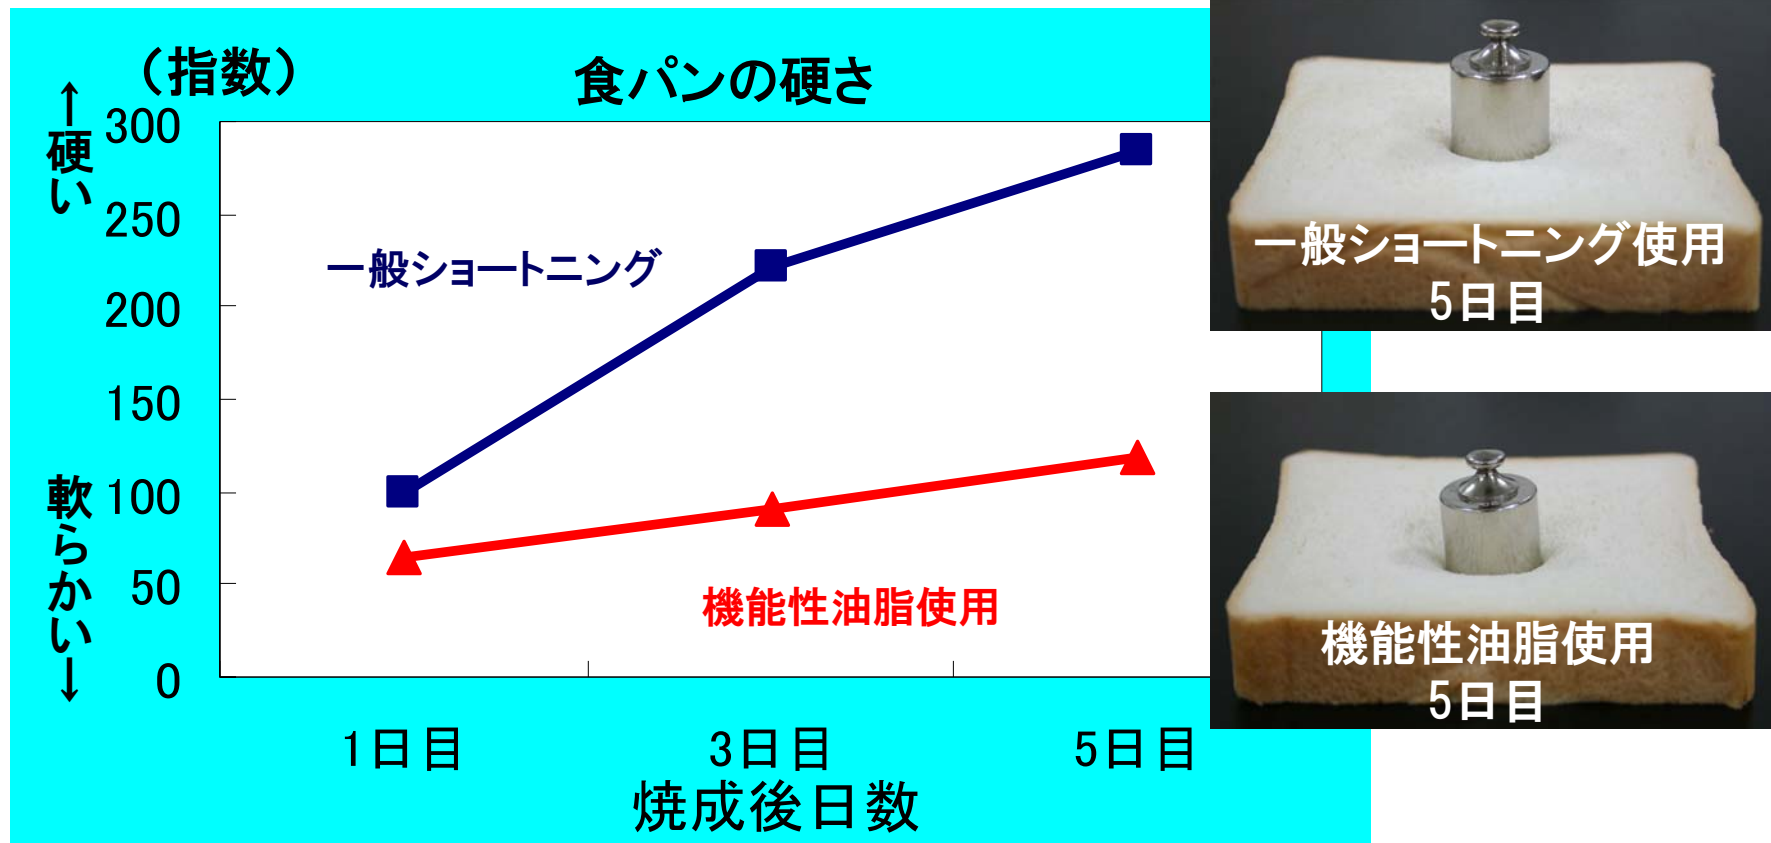 （指数）
食パンの硬さ
↑硬い
軟らかい↓
300
250
200
150
100
50
0
一般ショートニング
機能性油脂使用
1日目
3日目
5日目
焼成後日数
一般ショートニング使用
5日目
機能性油脂使用
5日目